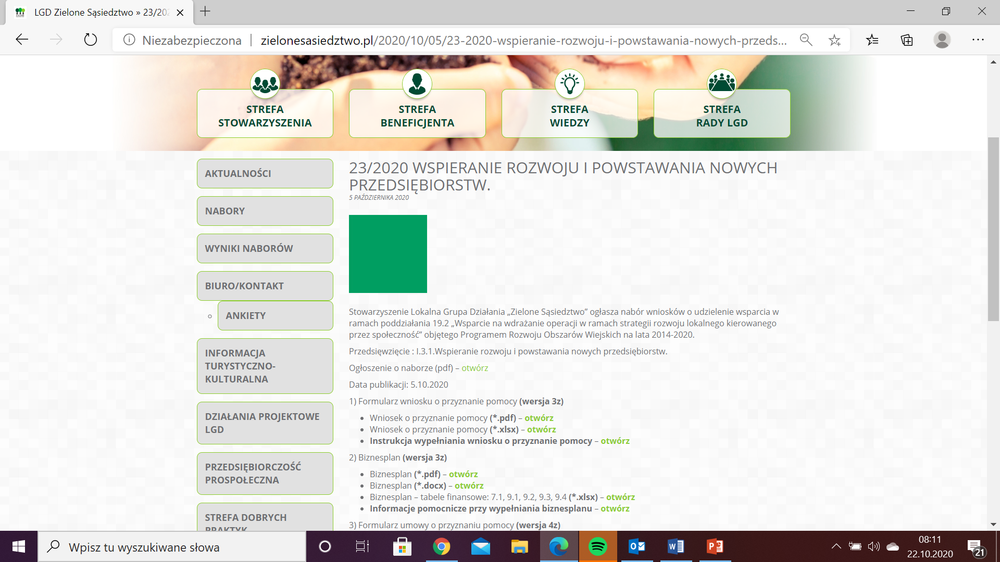 LGD Zielone Sąsiedztwo » 23/202
Niezabezpieczona
zielonesasiedztwo.pl/2020/10/05/23-2020-wspieranie-rozwoju-i-powstawania-nowych-przeds...
STREFA
STOWARZYSZENIA
STREFA
BENEFICJENTA
STREFA
WIEDZY
STREFA
RADY LGD
AKTUALNOŚCI
NABORY
WYNIKI NABORÓW
BIURO/KONTAKT
ANKIETY
INFORMACJA
TURYSTYCZNO-
KULTURALNA
DZIAŁANIA PROJEKTOWE
LGD
PRZEDSIĘBIORCZOŚĆ
PROSPOŁECZNA
STREFA DOBRYCH
PRAKTYK
23/2020 WSPIERANIE ROZWOJU I POWSTAWANIA NOWYCH
PRZEDSIĘBIORSTW.
5 PAŹDZIERNIKA 2020
Stowarzyszenie Lokalna Grupa Działania „Zielone Sąsiedztwo” ogłasza nabór wniosków o udzielenie wsparcia w
ramach poddziałania 19.2 „Wsparcie na wdrażanie operacji w ramach strategii rozwoju lokalnego kierowanego
przez społeczność” objętego Programem Rozwoju Obszarów Wiejskich na lata 2014-2020.
Przedsięwzięcie : I.3.1.Wspieranie rozwoju i powstawania nowych przedsiębiorstw.
Ogłoszenie o naborze (pdf) – otwórz
Data publikacji: 5.10.2020
1) Formularz wniosku o przyznanie pomocy (wersja 3z)
Wniosek o przyznanie pomocy (*.pdf) – otwórz
Wniosek o przyznanie pomocy (*.xlsx) – otwórz
Instrukcja wypełniania wniosku o przyznanie pomocy – otwórz
2) Biznesplan (wersja 3z)
Biznesplan (*.pdf) – otwórz
Biznesplan (*.docx) – otwórz
Biznesplan – tabele finansowe: 7.1, 9.1, 9.2, 9.3, 9.4 (*.xlsx) – otwórz
Informacje pomocnicze przy wypełniania biznesplanu – otwórz
3) Formularz umowy o przyznaniu pomocy (wersja 4z)
Wpisz tu wyszukiwane słowa
08:11
22.10.2020
21